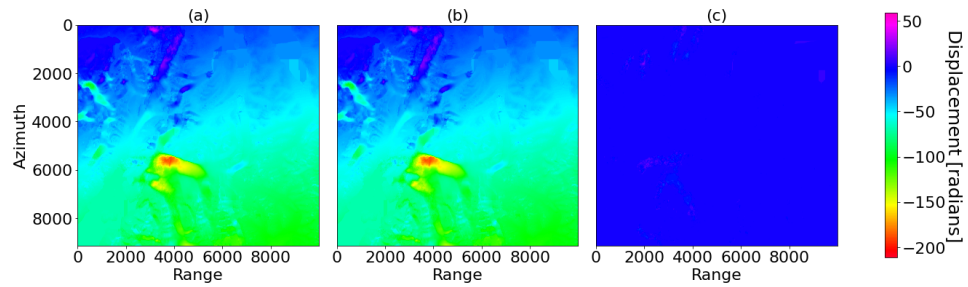 (a) (b) (c)
0
2000
4000
6000
8000
Azimuth
0 2000 4000 6000 8000
Range
0 2000 4000 6000 8000
Range
0 2000 4000 6000 8000
Range
50
0
−50
−100
−150
−200
Displacement [radians]